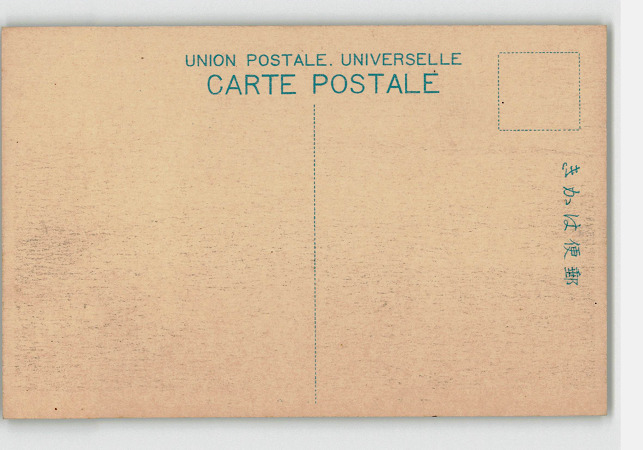 UNION POSTALE. UNIVERSELLE
CARTE POSTALE
郵便はかき